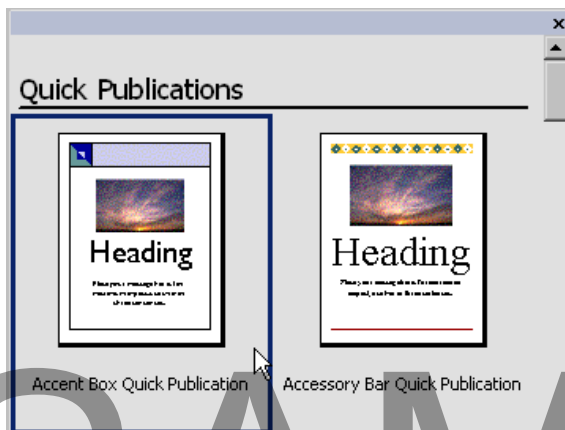 Quick Publications
Heading
Heading
Accent Box Quick Publication
Accessory Bar Quick Publication